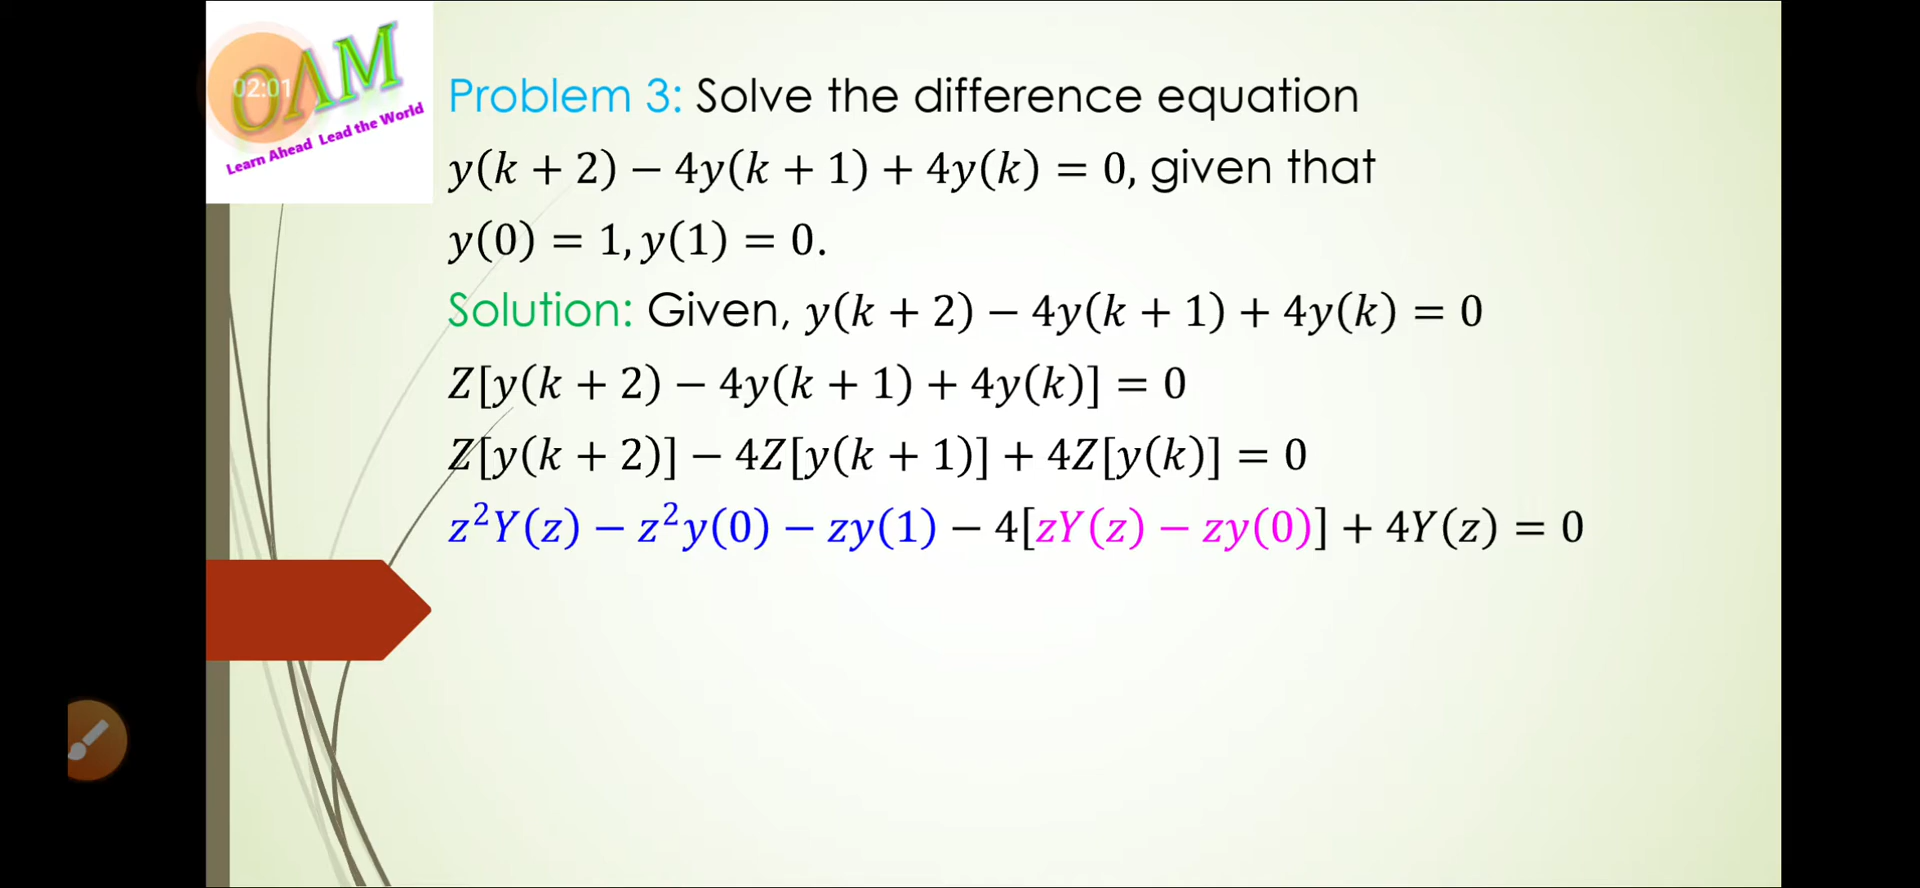 OAM
02:01
Learn Ahead Lead the World
Problem 3: Solve the difference equation
y(k + 2) − 4y(k + 1) + 4y(k) = 0, given that
y(0) = 1, y(1) = 0.
Solution: Given, y(k + 2) − 4y(k + 1) + 4y(k) = 0
Z[y(k + 2) − 4y(k + 1) + 4y(k)] = 0
Z[y(k + 2)] − 4Z[y(k + 1)] + 4Z[y(k)] = 0
z²Y(z) − z²y(0) − zy(1) − 4[zY(z) − zy(0)] + 4Y(z) = 0